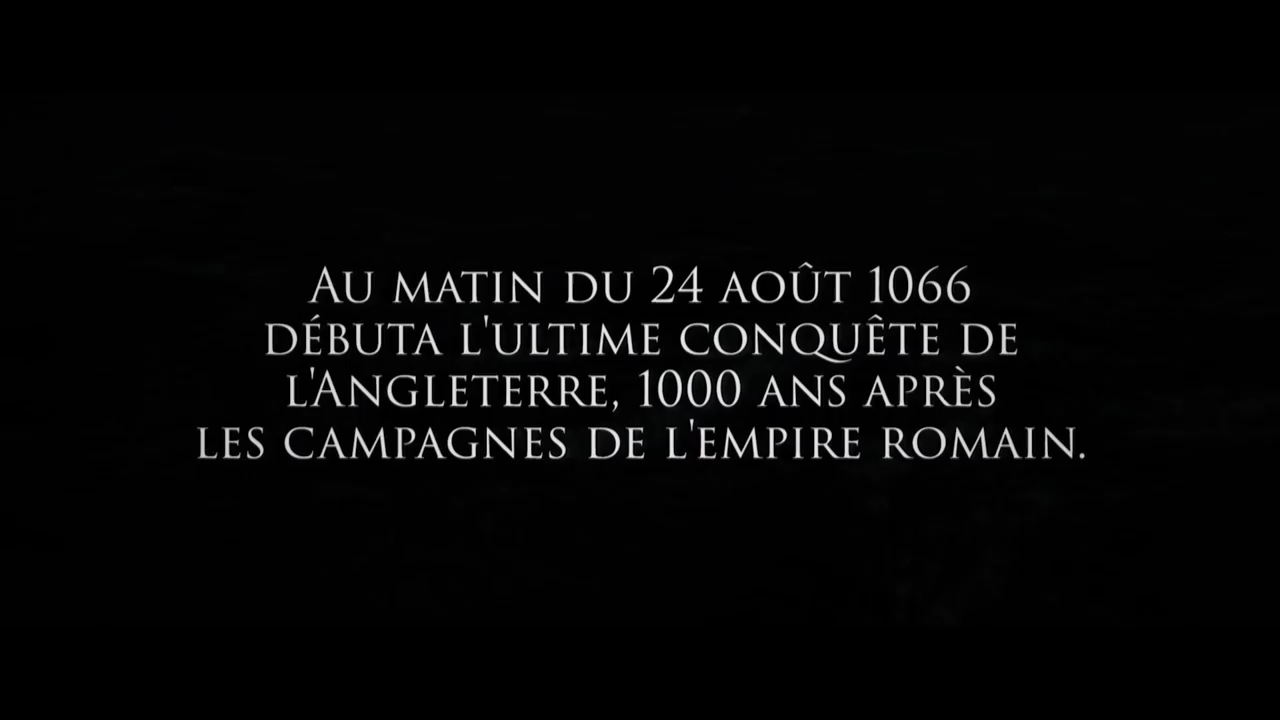 Au matin du 24 août 1066
débuta l'ultime conquête de
l'Angleterre, 1000 ans après
les campagnes de l'empire romain.